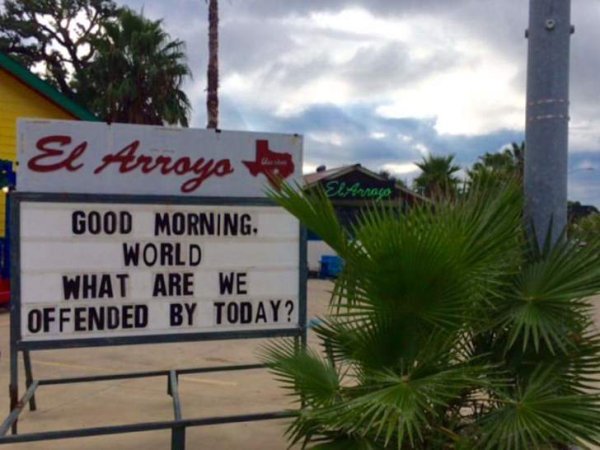 El Arroyo
El Arroyo
GOOD MORNING,
WORLD
WHAT ARE WE
OFFENDED BY TODAY?